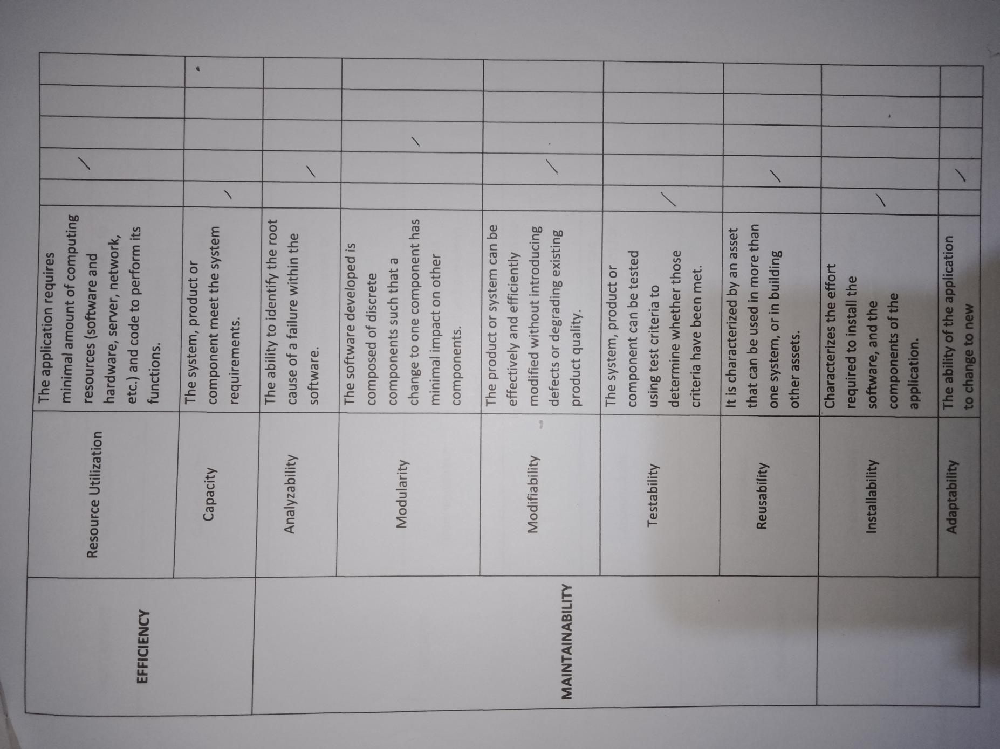 EFFICIENCY
Resource Utilization
The application requires
minimal amount of computing
resources (software and
hardware, server, network,
etc.) and code to perform its
functions.
/
Capacity
The system, product or
component meet the system
requirements.
/
MAINTAINABILITY
Analyzability
The ability to identify the root
cause of a failure within the
software.
/
Modularity
The software developed is
composed of discrete
components such that a
change to one component has
minimal impact on other
components.
/
Modifiability
The product or system can be
effectively and efficiently
modified without introducing
defects or degrading existing
product quality.
/
Testability
The system, product or
component can be tested
using test criteria to
determine whether those
criteria have been met.
/
Reusability
It is characterized by an asset
that can be used in more than
one system, or in building
other assets.
/
Installability
Characterizes the effort
required to install the
software, and the
components of the
application.
/
Adaptability
The ability of the application
to change to new
/